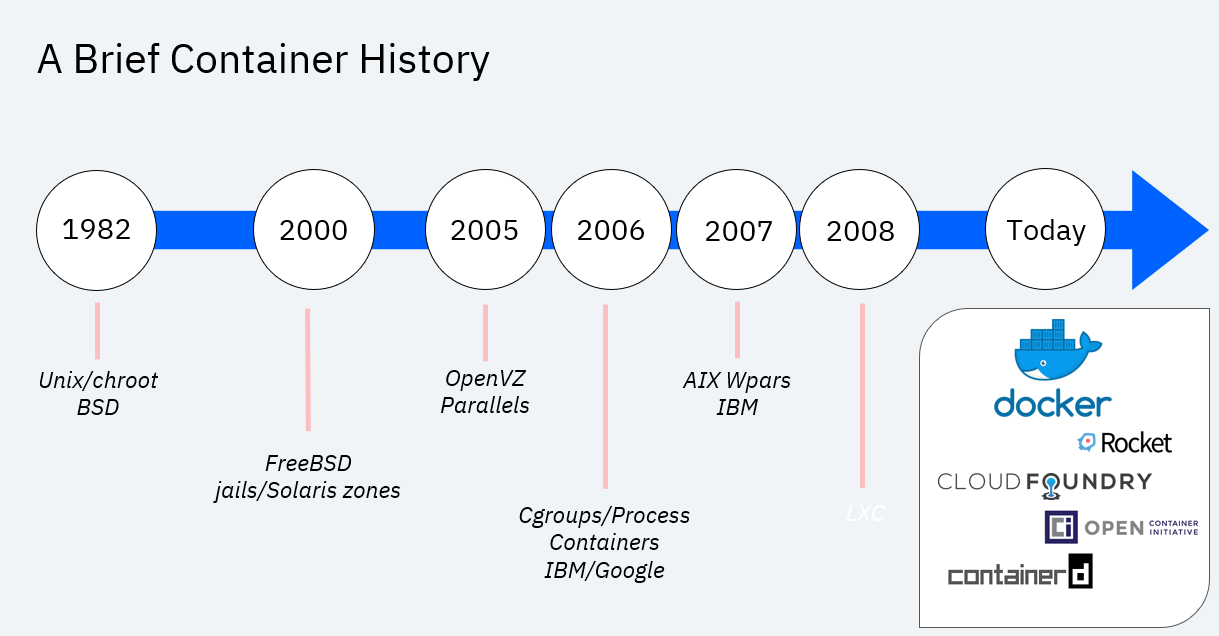 A Brief Container History
1982
2000
2005
2006
2007
2008
Today
Unix/chroot
BSD
FreeBSD
jails/Solaris zones
OpenVZ
Parallels
Cgroups/Process
Containers
IBM/Google
AIX Wpars
IBM
LXC
docker
Rocket
CLOUD FOUNDRY
Ci OPEN CONTAINER
INITIATIVE
containerd